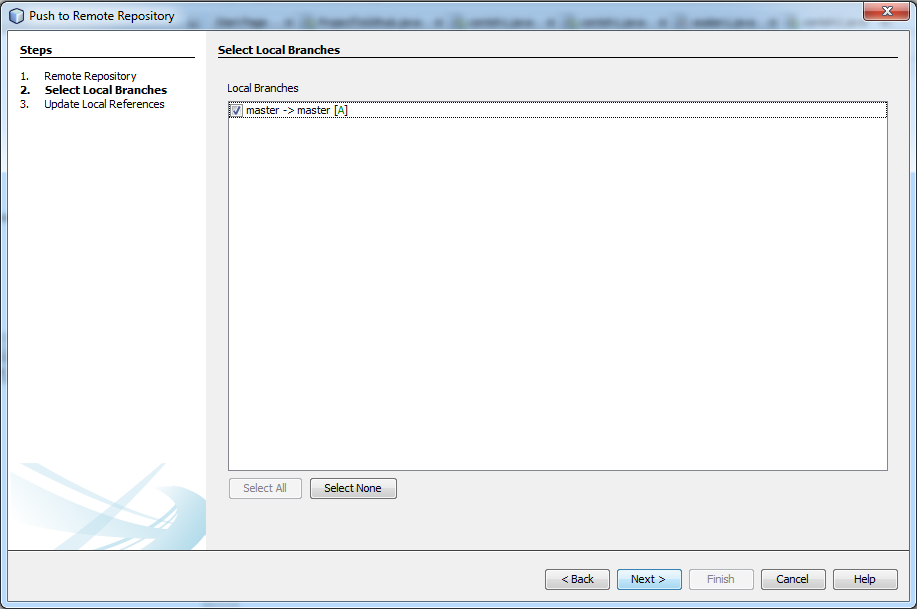 Push to Remote Repository
Steps
1. Remote Repository
2. Select Local Branches
3. Update Local References
Select Local Branches
Local Branches
master -> master [A]
Select All
Select None
< Back
Next >
Finish
Cancel
Help